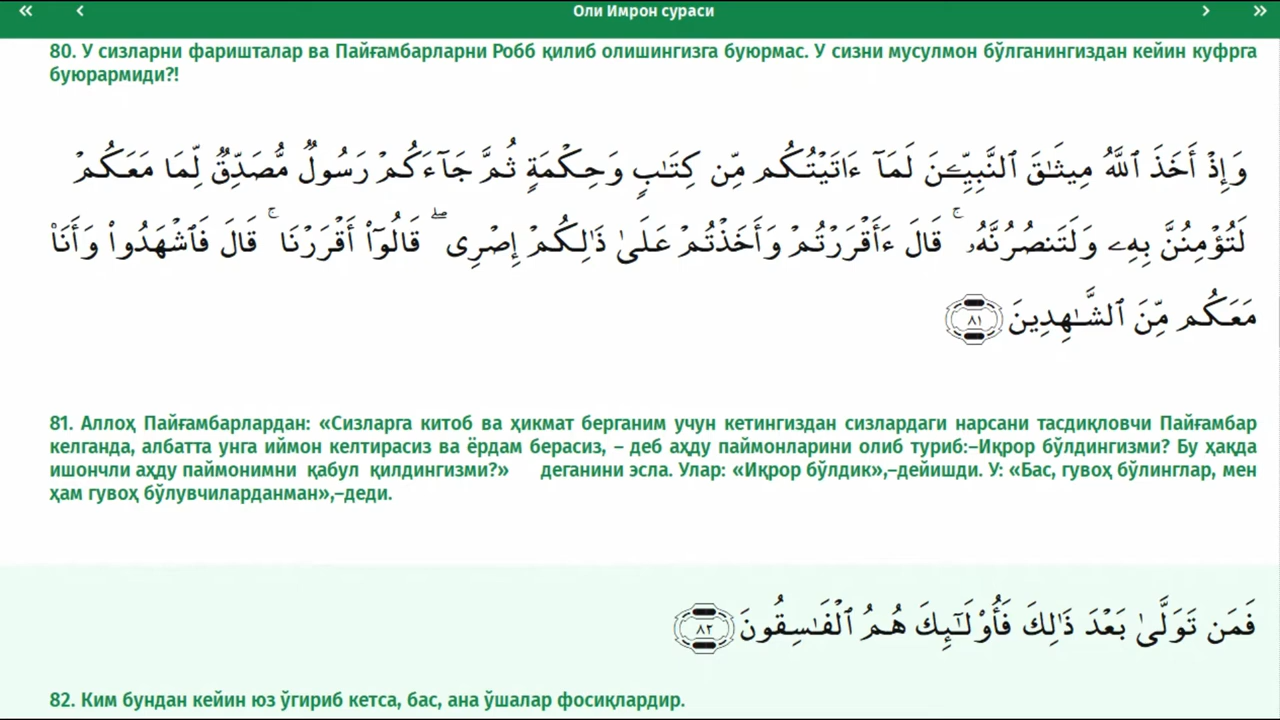 « ‹ Оли Имрон сураси › »
80. У сизларни фаришталар ва Пайғамбарларни Робб қилиб олишингизга буюрмас. У сизни мусулмон бўлганингиздан кейин куфрга
буюрармиди?!
وَإِذْ أَخَذَ ٱللَّهُ مِيثَـٰقَ ٱلنَّبِيِّـۧنَ لَمَآ ءَاتَيْتُكُم مِّن كِتَـٰبٍ وَحِكْمَةٍ ثُمَّ جَآءَكُمْ رَسُولٌ مُّصَدِّقٌ لِّمَا مَعَكُمْ
لَتُؤْمِنُنَّ بِهِۦ وَلَتَنصُرُنَّهُۥ ۚ قَالَ ءَأَقْرَرْتُمْ وَأَخَذْتُمْ عَلَىٰ ذَٰلِكُمْ إِصْرِى ۖ قَالُوٓا۟ أَقْرَرْنَا ۚ قَالَ فَٱشْهَدُوا۟ وَأَنَا۠
مَعَكُم مِّنَ ٱلشَّـٰهِدِينَ ٨١
81. Аллоҳ Пайғамбарлардан: «Сизларга китоб ва ҳикмат берганим учун кетингиздан сизлардаги нарсани тасдиқловчи Пайғамбар
келганда, албатта унга иймон келтирасиз ва ёрдам берасиз, – деб аҳду паймонларини олиб туриб:–Иқрор бўлдингизми? Бу ҳақда
ишончли аҳду паймонимни қабул қилдингизми?» деганини эсла. Улар: «Иқрор бўлдик»,–дейишди. У: «Бас, гувоҳ бўлинглар, мен
ҳам гувоҳ бўлувчиларданман»,–деди.
فَمَن تَوَلَّىٰ بَعْدَ ذَٰلِكَ فَأُو۟لَـٰٓئِكَ هُمُ ٱلْفَـٰسِقُونَ ٨٢
82. Ким бундан кейин юз ўгириб кетса, бас, ана ўшалар фосиқлардир.